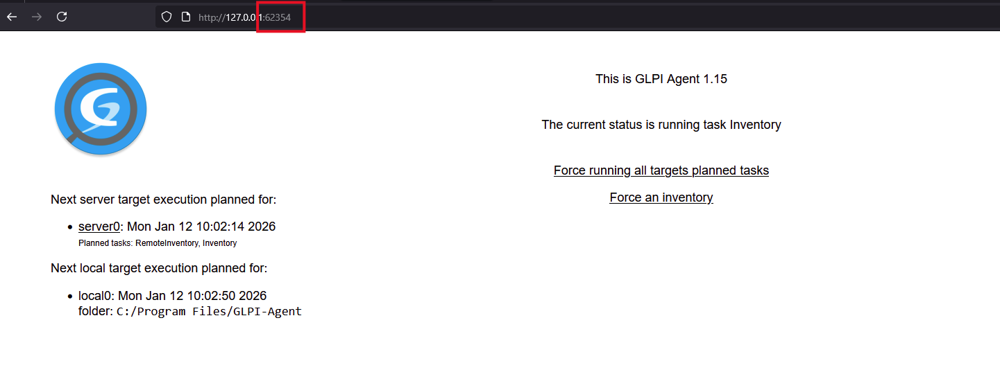 http://127.0.0.1:62354
This is GLPI Agent 1.15
The current status is running task Inventory
Force running all targets planned tasks
Force an inventory
Next server target execution planned for:
server0: Mon Jan 12 10:02:14 2026
Planned tasks: RemoteInventory, Inventory
Next local target execution planned for:
local0: Mon Jan 12 10:02:50 2026
folder: C:/Program Files/GLPI-Agent